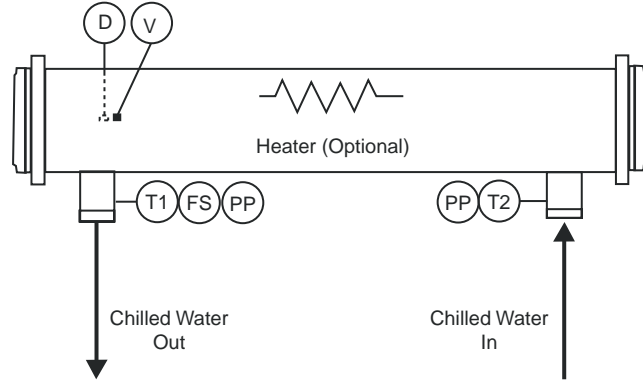 D V
Heater (Optional)
T1 FS PP
PP T2
Chilled Water
Out
Chilled Water
In